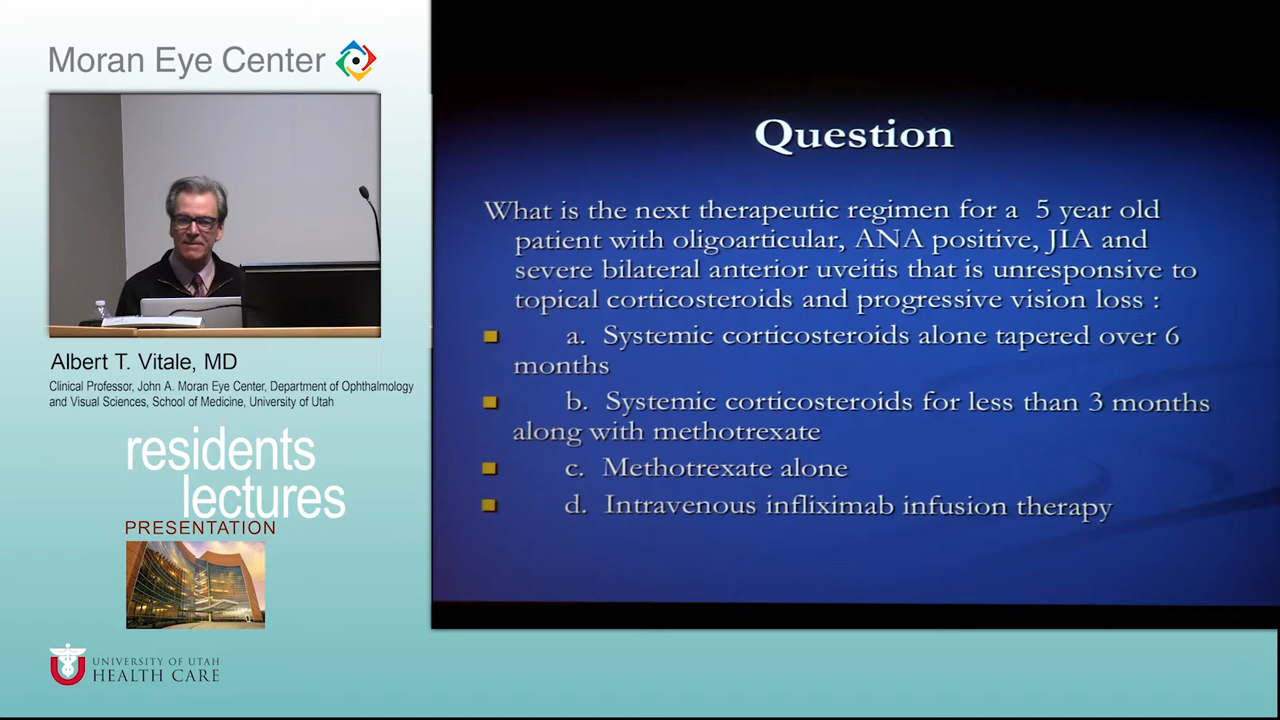 Moran Eye Center
Albert T. Vitale, MD
Clinical Professor, John A. Moran Eye Center, Department of Ophthalmology
and Visual Sciences, School of Medicine, University of Utah
residents
lectures
PRESENTATION
UNIVERSITY OF UTAH
HEALTH CARE
Question
What is the next therapeutic regimen for a 5 year old
patient with oligoarticular, ANA positive, JIA and
severe bilateral anterior uveitis that is unresponsive to
topical corticosteroids and progressive vision loss :
a. Systemic corticosteroids alone tapered over 6
months
b. Systemic corticosteroids for less than 3 months
along with methotrexate
c. Methotrexate alone
d. Intravenous infliximab infusion therapy